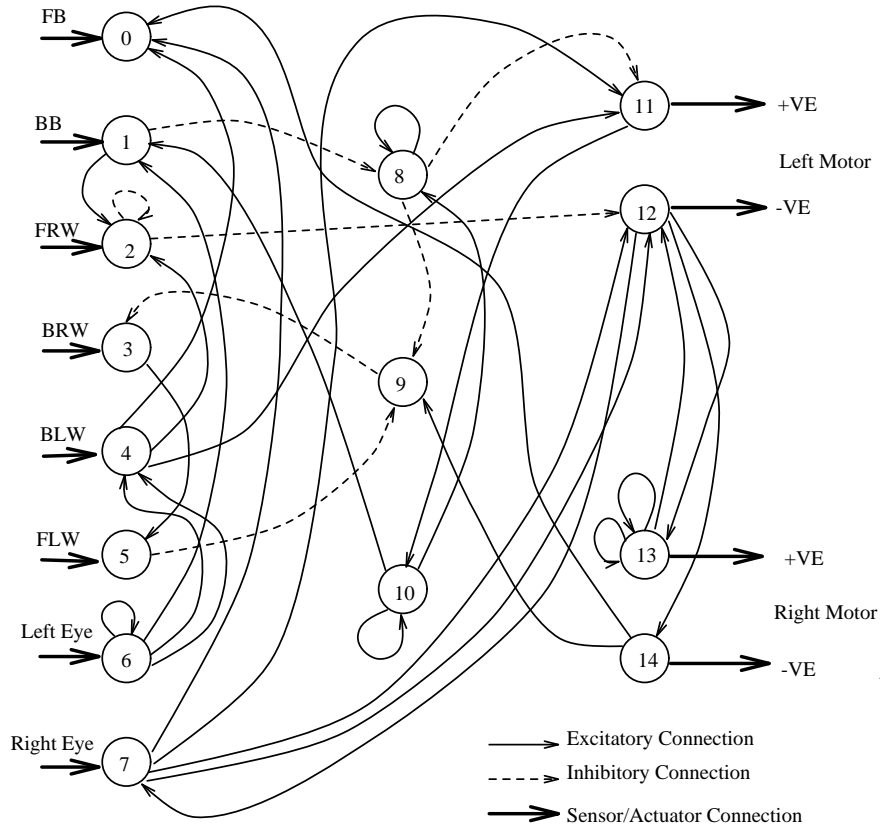 FB
0
BB
1
FRW
2
BRW
3
BLW
4
FLW
5
Left Eye
6
Right Eye
7
8
9
10
11
+VE
Left Motor
12
-VE
13
+VE
Right Motor
14
-VE
Excitatory Connection
Inhibitory Connection
Sensor/Actuator Connection